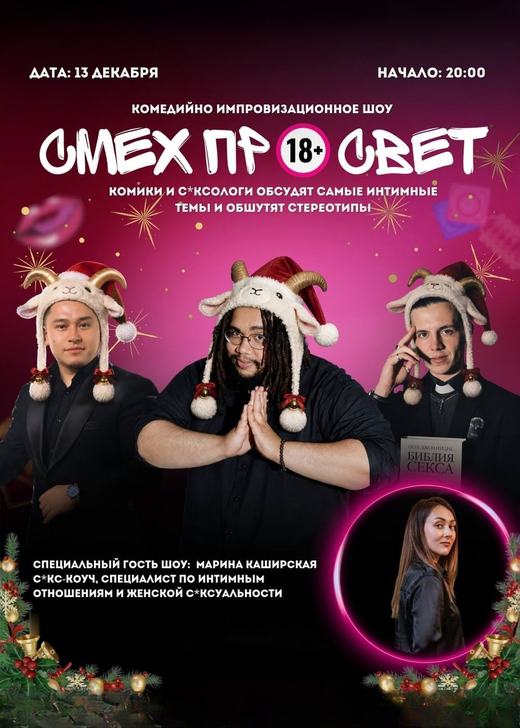 ДАТА: 13 ДЕКАБРЯ
НАЧАЛО: 20:00
КОМЕДИЙНО ИМПРОВИЗАЦИОННОЕ ШОУ
СМЕХ ПР 18+ СВЕТ
КОМИКИ И С*КСОЛОГИ ОБСУДЯТ САМЫЕ ИНТИМНЫЕ
ТЕМЫ И ОБШУТЯТ СТЕРЕОТИПЫ
БИБЛИЯ
СЕКСА
СПЕЦИАЛЬНЫЙ ГОСТЬ ШОУ: МАРИНА КАШИРСКАЯ
С*КС-КОУЧ, СПЕЦИАЛИСТ ПО ИНТИМНЫМ
ОТНОШЕНИЯМ И ЖЕНСКОЙ С*КСУАЛЬНОСТИ